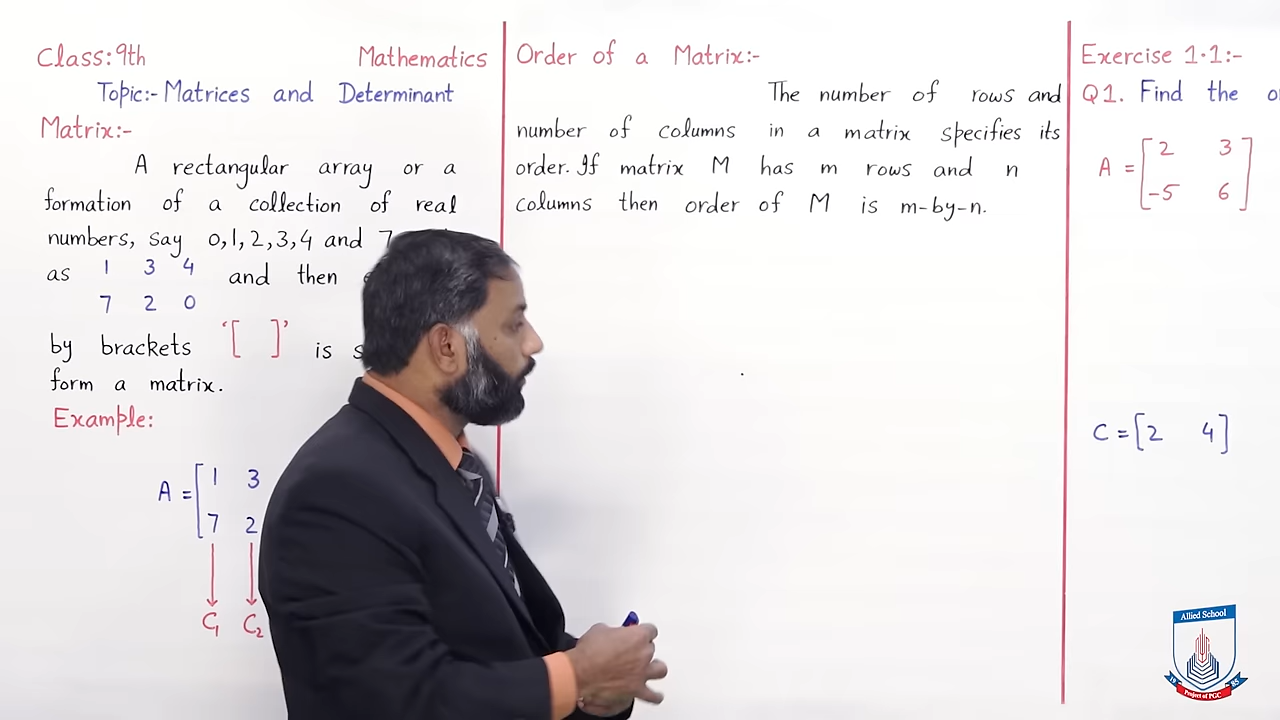 Class: 9th Mathematics
Topic:- Matrices and Determinant
Matrix:-
A rectangular array or a
formation of a collection of real
numbers, say 0,1,2,3,4 and 7
as 1 3 4 and then
7 2 0
by brackets '[ ]' is
form a matrix.
Example:
A = [1 3
7 2
C1 C2
Order of a Matrix:-
The number of rows and
number of columns in a matrix specifies its
order. If matrix M has m rows and n
columns then order of M is m-by-n.
Exercise 1.1:-
Q1. Find the
A = [2 3
-5 6]
C = [2 4]
Allied School
1985
Project of PGC